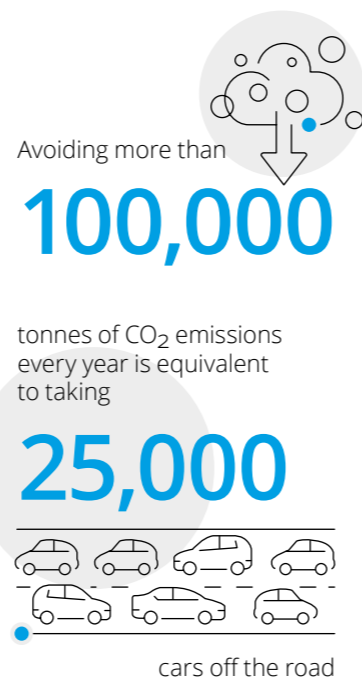 Avoiding more than
100,000
tonnes of CO2 emissions
every year is equivalent
to taking
25,000
cars off the road